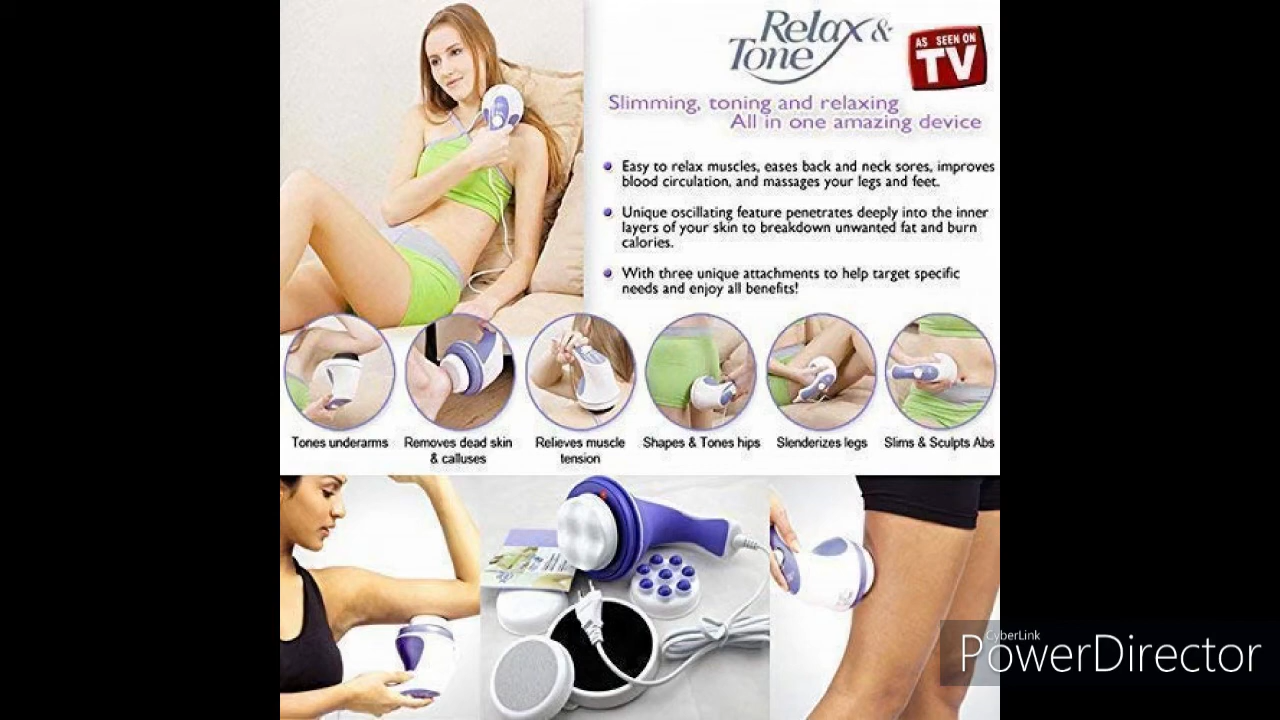 Relax &
Tone
AS SEEN ON
TV
Slimming, toning and relaxing
All in one amazing device
Easy to relax muscles, eases back and neck sores, improves
blood circulation, and massages your legs and feet.
Unique oscillating feature penetrates deeply into the inner
layers of your skin to breakdown unwanted fat and burn
calories.
With three unique attachments to help target specific
needs and enjoy all benefits!
Tones underarms
Removes dead skin
& calluses
Relieves muscle
tension
Shapes & Tones hips
Slenderizes legs
Slims & Sculpts Abs
CyberLink
PowerDirector